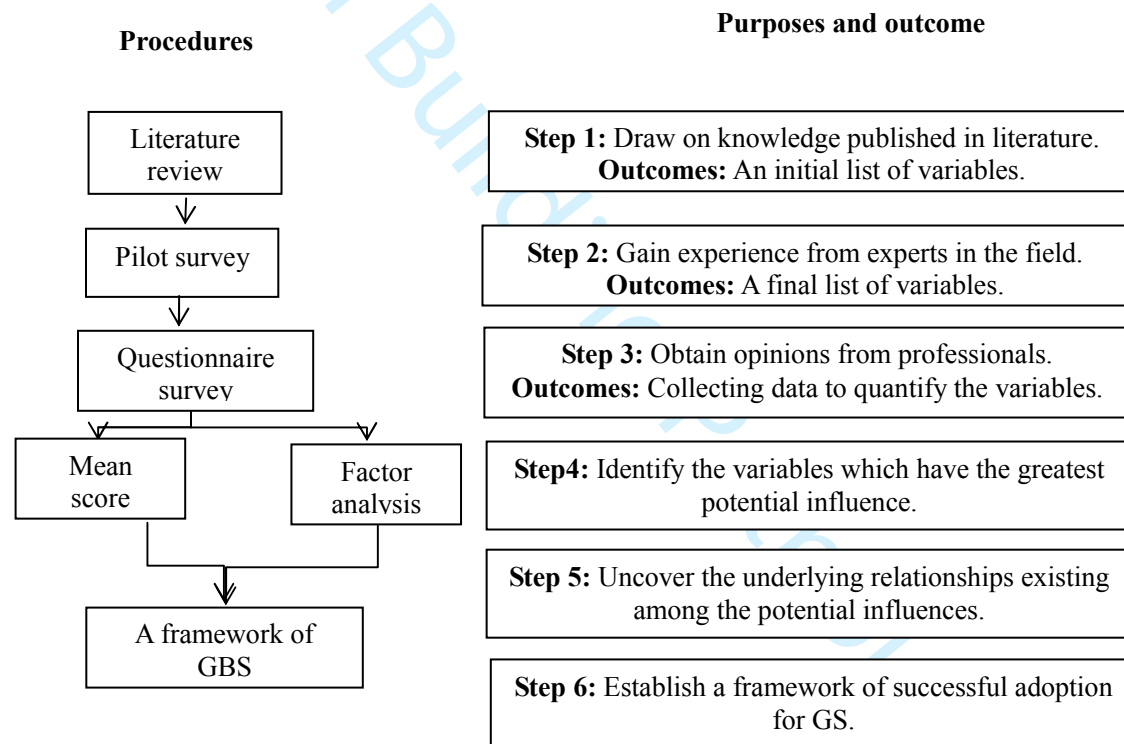 Procedures
Purposes and outcome
Literature
review
Step 1: Draw on knowledge published in literature.
Outcomes: An initial list of variables.
Pilot survey
Step 2: Gain experience from experts in the field.
Outcomes: A final list of variables.
Questionnaire
survey
Step 3: Obtain opinions from professionals.
Outcomes: Collecting data to quantify the variables.
Mean
score
Factor
analysis
Step4: Identify the variables which have the greatest
potential influence.
Step 5: Uncover the underlying relationships existing
among the potential influences.
A framework of
GBS
Step 6: Establish a framework of successful adoption
for GS.